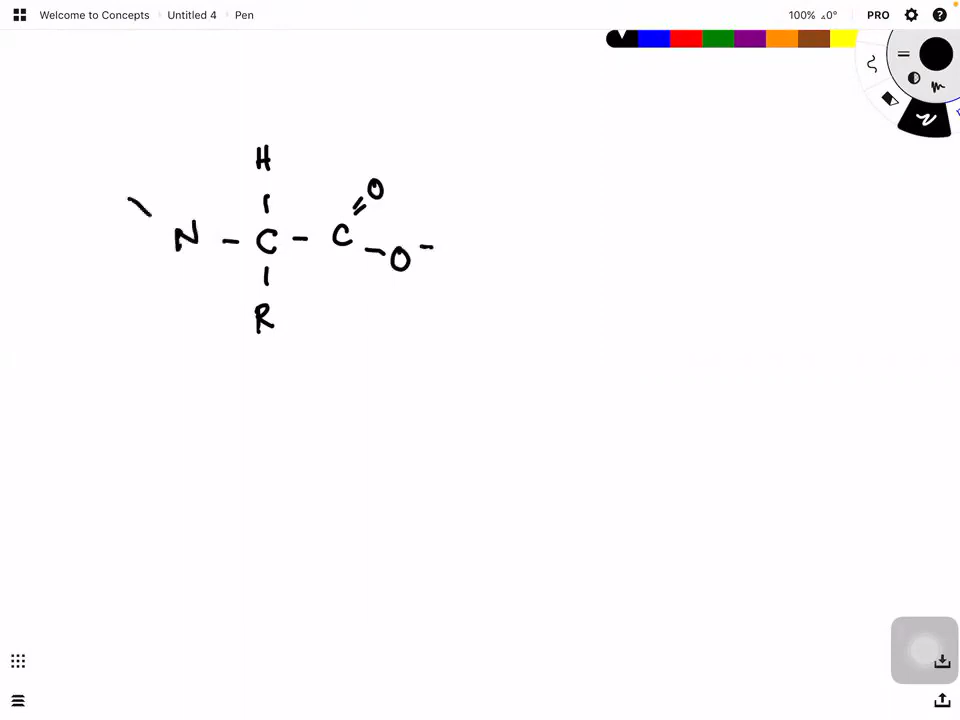 Welcome to Concepts › Untitled 4 › Pen
100% ⊿0° PRO
H
O
N - C - C
O -
R